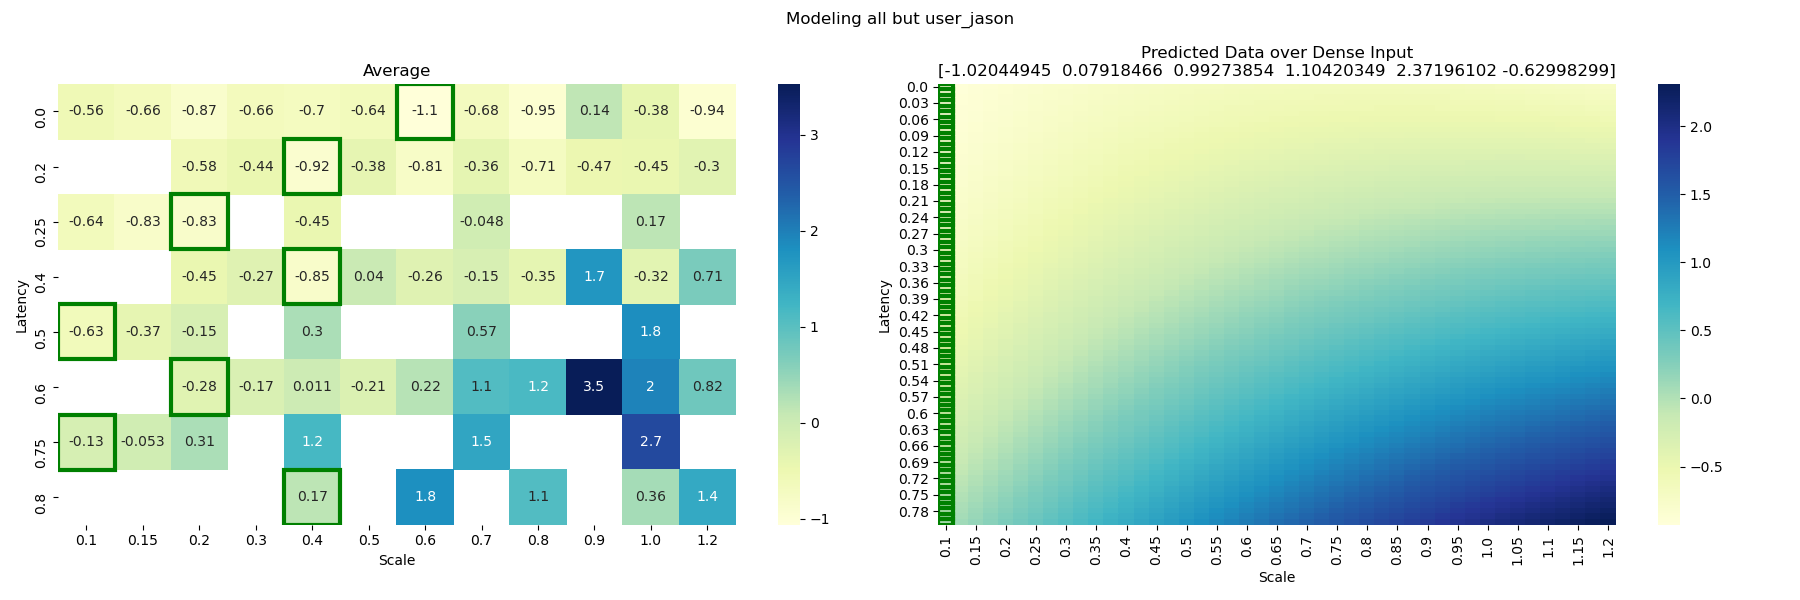 Modeling all but user_jason
Average
-0.56 -0.66 -0.87 -0.66 -0.7 -0.64 -1.1 -0.68 -0.95 0.14 -0.38 -0.94
-0.58 -0.44 -0.92 -0.38 -0.81 -0.36 -0.71 -0.47 -0.45 -0.3
-0.64 -0.83 -0.83 -0.45 -0.048 0.17
-0.45 -0.27 -0.85 0.04 -0.26 -0.15 -0.35 1.7 -0.32 0.71
-0.63 -0.37 -0.15 0.3 0.57 1.8
-0.28 -0.17 0.011 -0.21 0.22 1.1 1.2 3.5 2 0.82
-0.13 -0.053 0.31 1.2 1.5 2.7
0.17 1.8 1.1 0.36 1.4
0.0
0.2
0.25
0.4
0.5
0.6
0.75
0.8
Latency
0.1 0.15 0.2 0.3 0.4 0.5 0.6 0.7 0.8 0.9 1.0 1.2
Scale
3
2
1
0
−1
Predicted Data over Dense Input
[-1.02044945 0.07918466 0.99273854 1.10420349 2.37196102 -0.62998299]
0.0
0.03
0.06
0.09
0.12
0.15
0.18
0.21
0.24
0.27
0.3
0.33
0.36
0.39
0.42
0.45
0.48
0.51
0.54
0.57
0.6
0.63
0.66
0.69
0.72
0.75
0.78
Latency
0.1 0.15 0.2 0.25 0.3 0.35 0.4 0.45 0.5 0.55 0.6 0.65 0.7 0.75 0.8 0.85 0.9 0.95 1.0 1.05 1.1 1.15 1.2
Scale
2.0
1.5
1.0
0.5
0.0
−0.5